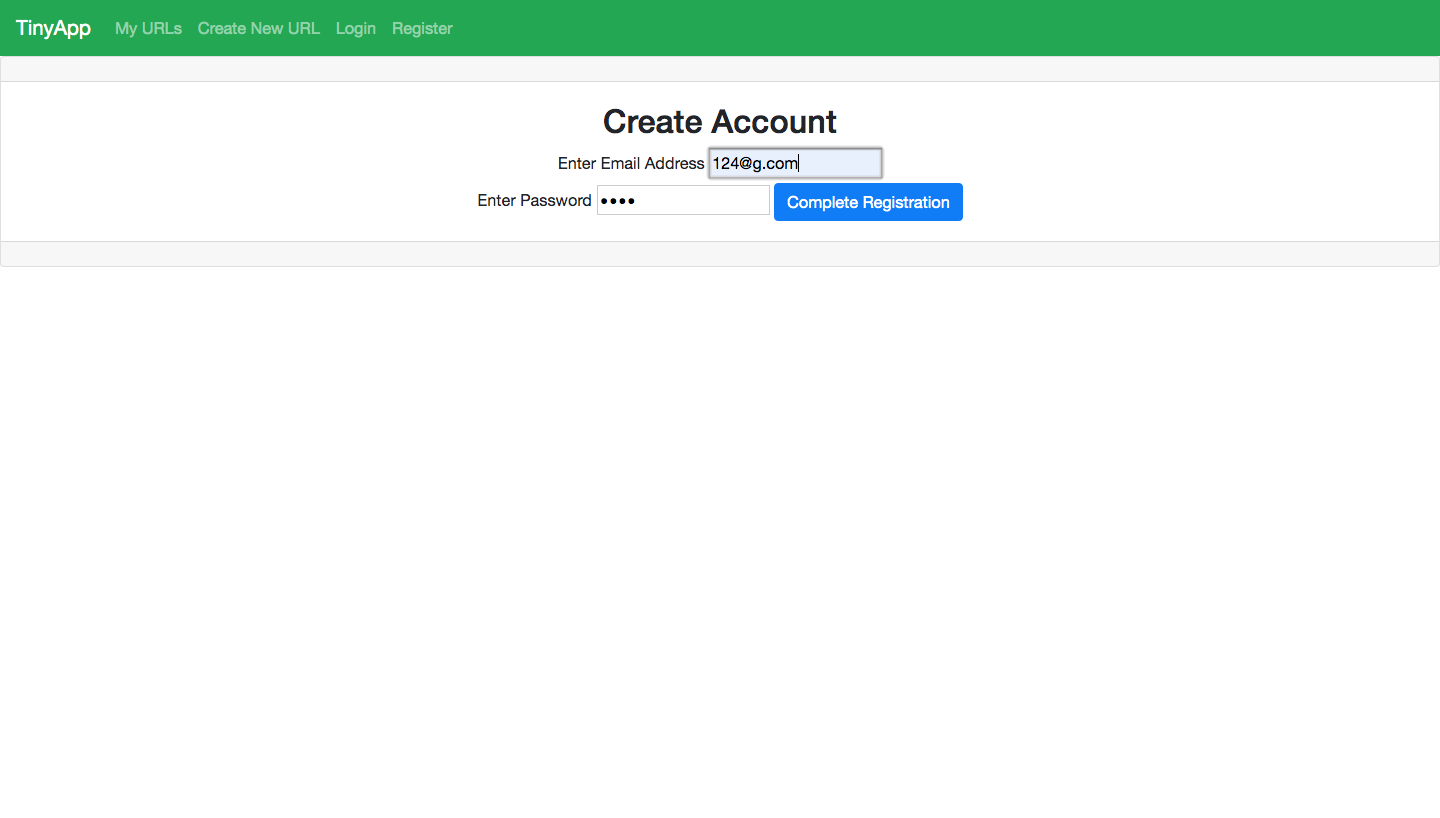 TinyApp My URLs Create New URL Login Register
Create Account
Enter Email Address 124@g.com
Enter Password •••• Complete Registration